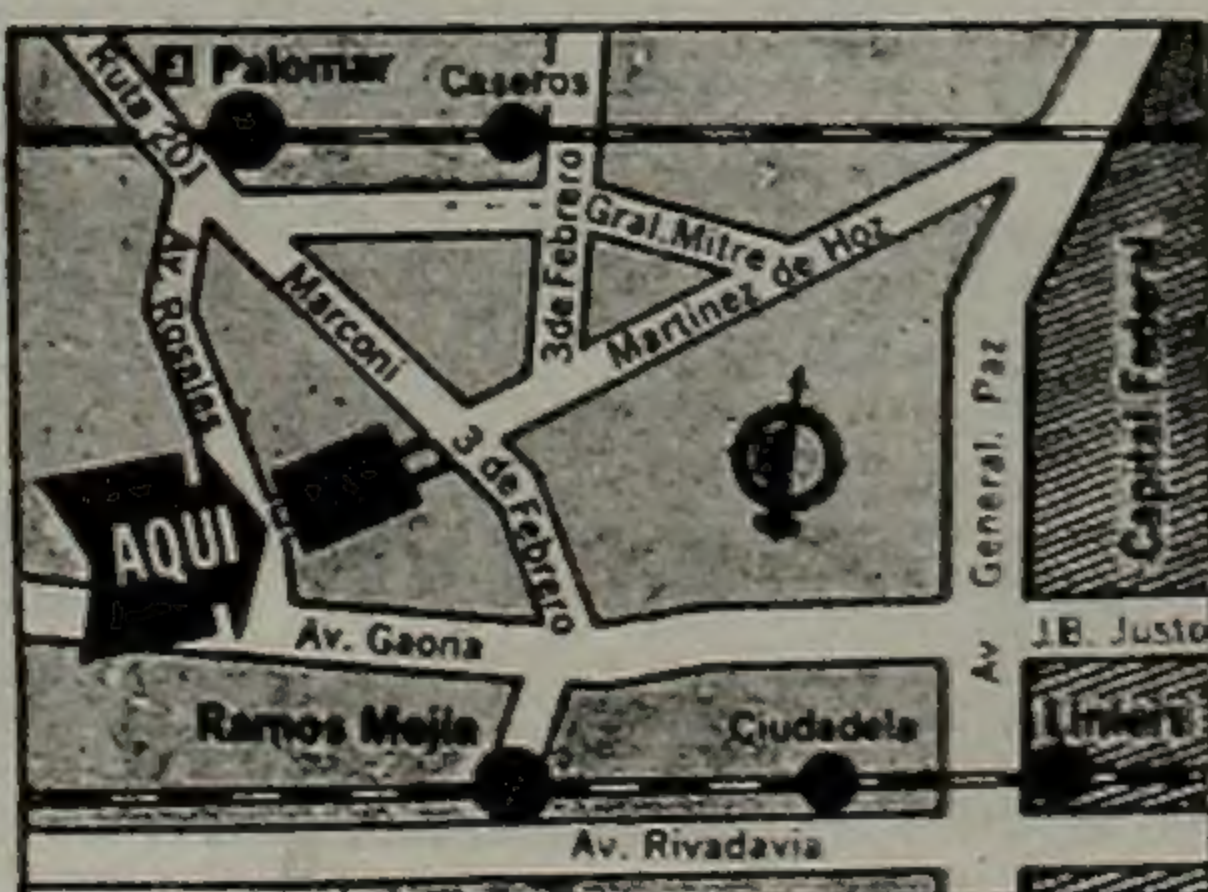 El Palomar
Caseros
Ruta 201
3 de Febrero
Gral. Mitre
Martinez de Hoz
Marconi
Av. Rosales
3 de Febrero
AQUI
Av. Gaona
Av General. Paz
Capital Federal
J.B. Justo
Ramos Mejia
Ciudadela
Liniers
Av. Rivadavia